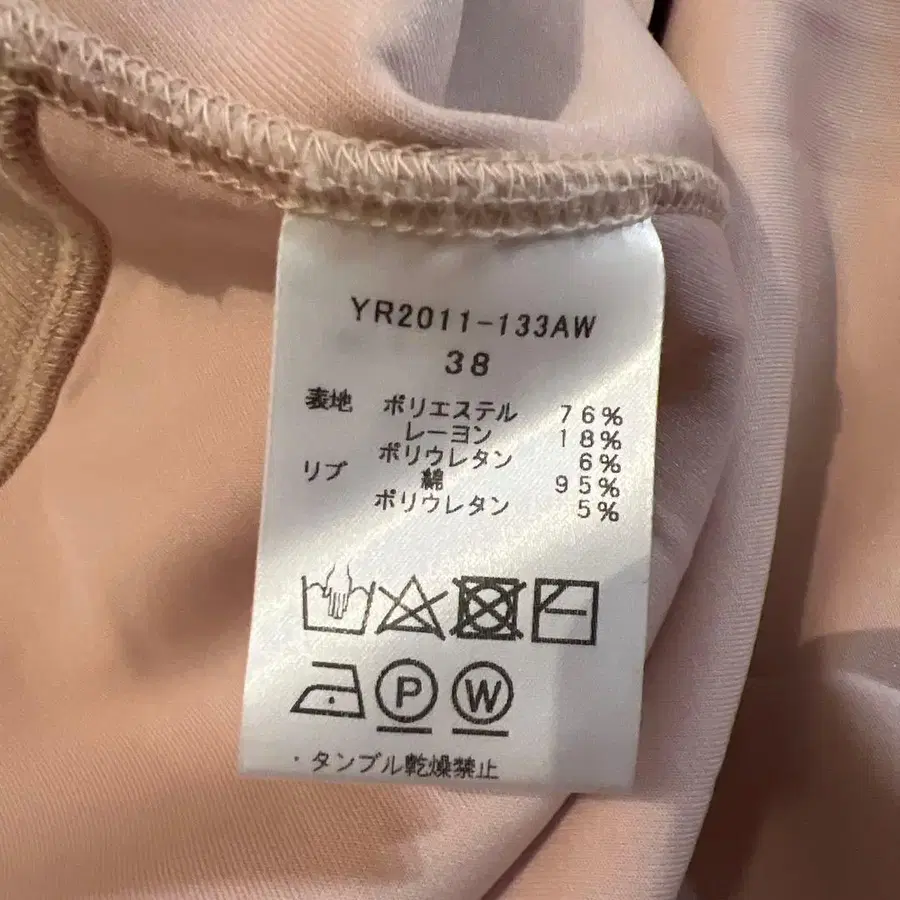 YR2011-133AW
38
表地 ポリエステル 76%
レーヨン 18%
ポリウレタン 6%
リブ 綿 95%
ポリウレタン 5%
P W
・タンブル乾燥禁止